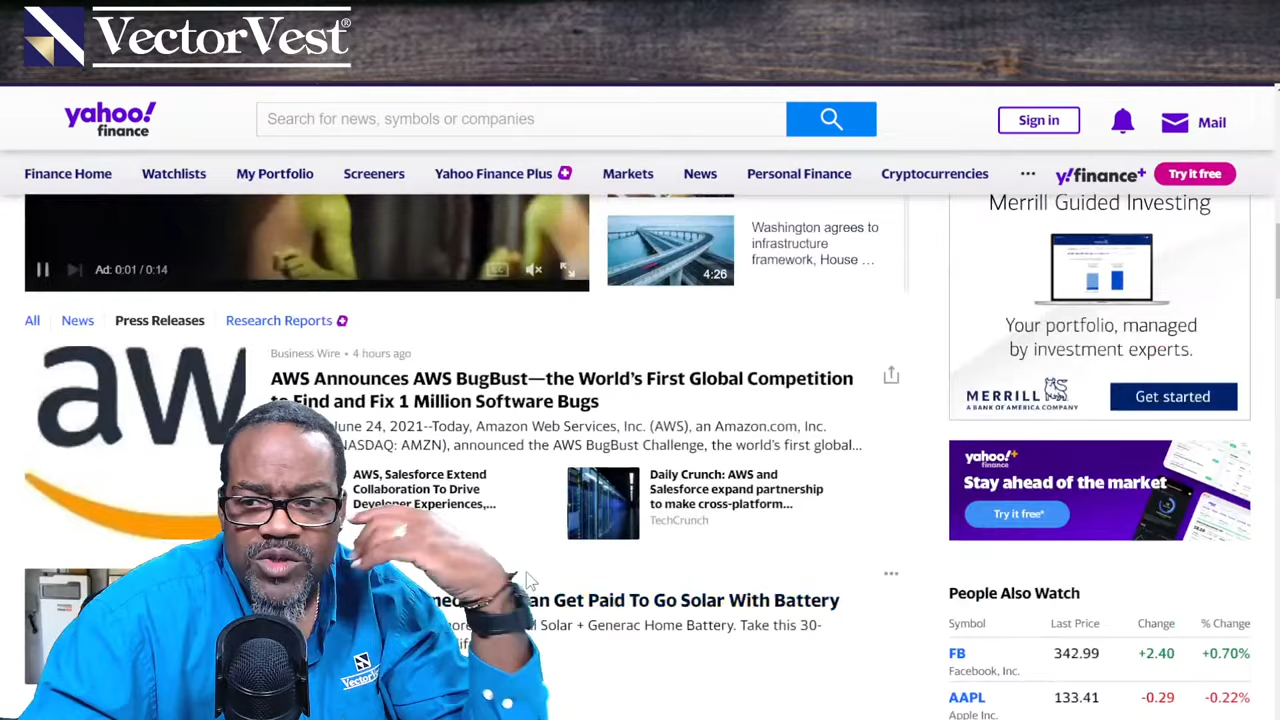 VectorVest®
yahoo!
finance
Search for news, symbols or companies
Sign in
Mail
Finance Home
Watchlists
My Portfolio
Screeners
Yahoo Finance Plus
Markets
News
Personal Finance
Cryptocurrencies
...
y!finance+
Try it free
Ad: 0:01 / 0:14
4:26
Washington agrees to
infrastructure
framework, House ...
Merrill Guided Investing
Your portfolio, managed
by investment experts.
MERRILL
A BANK OF AMERICA COMPANY
Get started
All
News
Press Releases
Research Reports
aw
Business Wire • 4 hours ago
AWS Announces AWS BugBust—the World's First Global Competition
to Find and Fix 1 Million Software Bugs
June 24, 2021--Today, Amazon Web Services, Inc. (AWS), an Amazon.com, Inc.
NASDAQ: AMZN), announced the AWS BugBust Challenge, the world's first global...
AWS, Salesforce Extend
Collaboration To Drive
Developer Experiences,...
Daily Crunch: AWS and
Salesforce expand partnership
to make cross-platform...
TechCrunch
yahoo!+
finance
Stay ahead of the market
Try it free*
an Get Paid To Go Solar With Battery
Solar + Generac Home Battery. Take this 30-
People Also Watch
Symbol
Last Price
Change
% Change
FB
342.99
+2.40
+0.70%
Facebook, Inc.
AAPL
133.41
-0.29
-0.22%
Apple Inc.
VectorVest